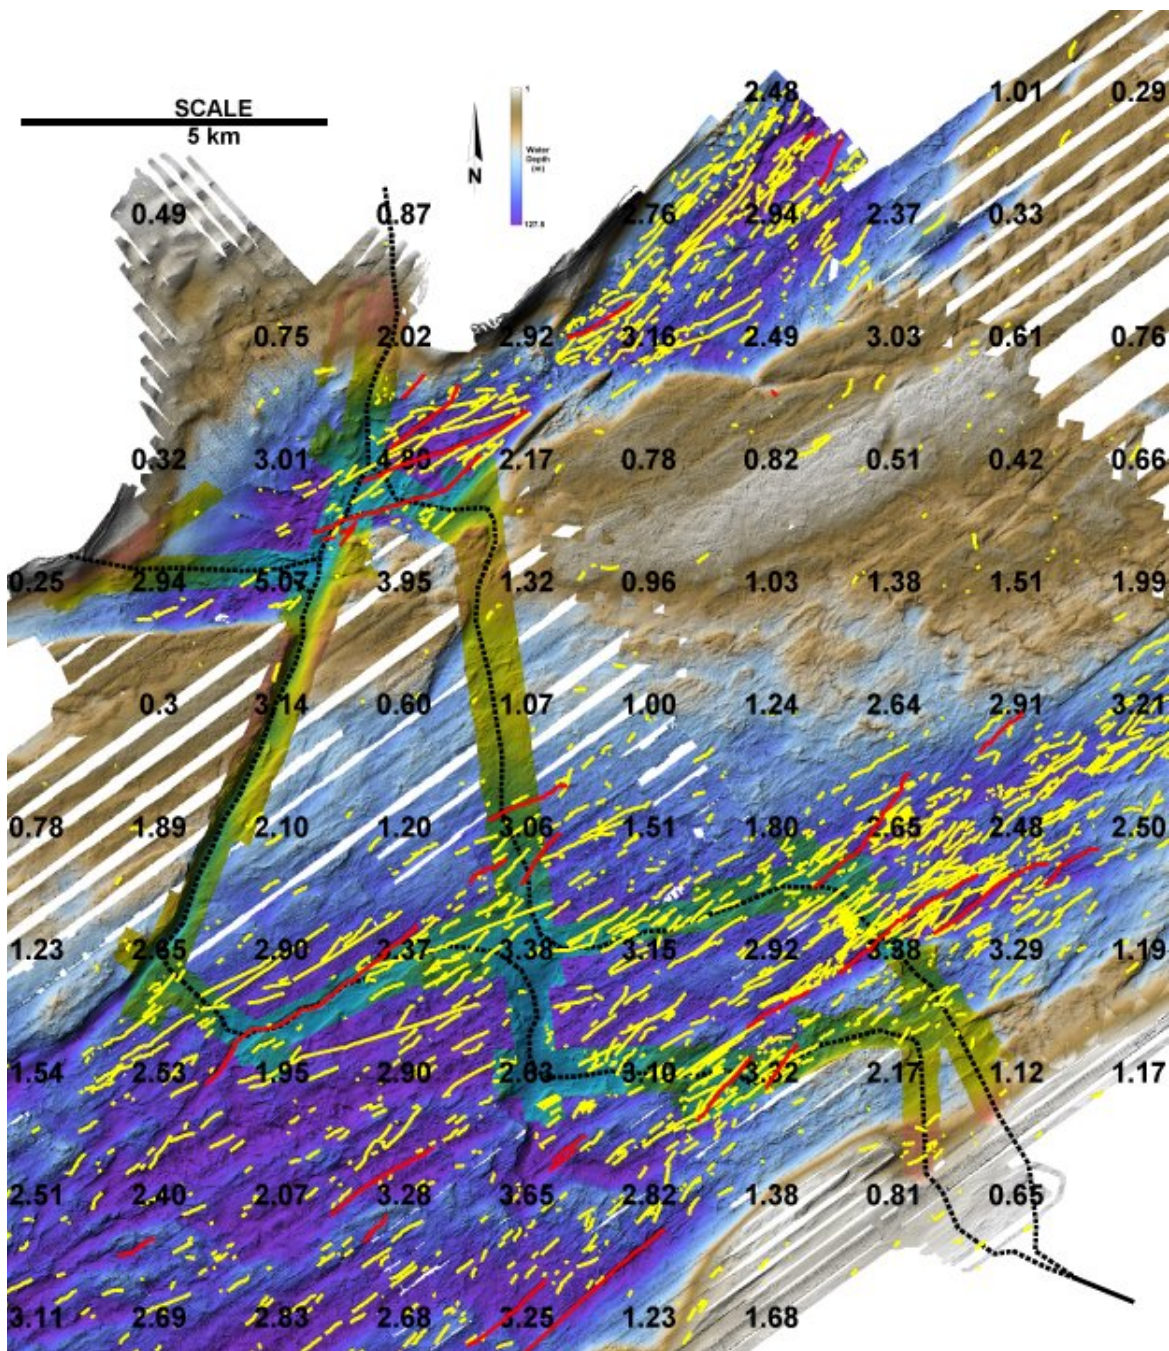 2.48 1.01 0.29
SCALE
5 km
1
Water
Depth
(m)
127.5
N
0.49 0.87 2.76 2.94 2.37 0.33
0.75 2.02 2.92 3.16 2.49 3.03 0.61 0.76
0.32 3.01 2.17 0.78 0.82 0.51 0.42 0.66
0.25 2.94 5.07 3.95 1.32 0.96 1.03 1.38 1.51 1.99
0.3 3.14 0.60 1.07 1.00 1.24 2.64 2.91 3.21
0.78 1.89 2.10 1.20 3.06 1.51 1.80 2.65 2.48 2.50
1.23 2.65 2.90 2.37 3.38 3.15 2.92 3.38 3.29 1.19
1.54 2.53 1.95 2.90 3.10 3.32 2.17 1.12 1.17
2.51 2.40 2.07 3.28 3.65 2.82 1.38 0.81 0.65
3.11 2.69 2.83 2.68 3.25 1.23 1.68